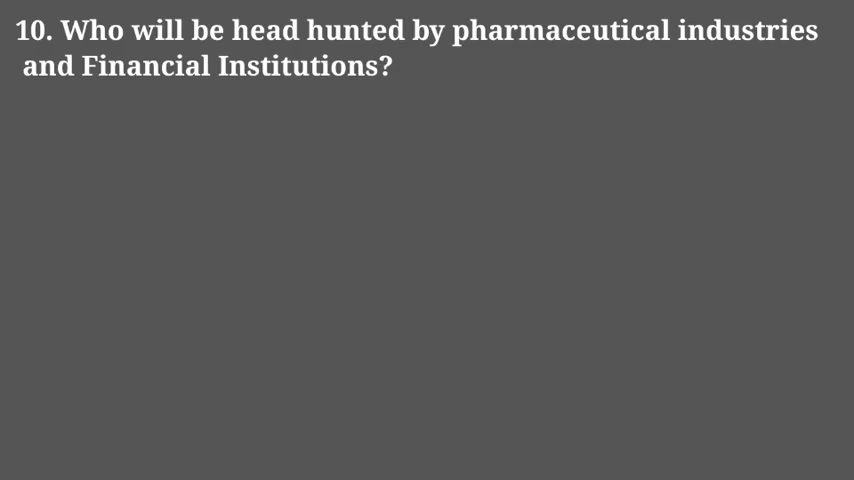 10. Who will be head hunted by pharmaceutical industries
and Financial Institutions?